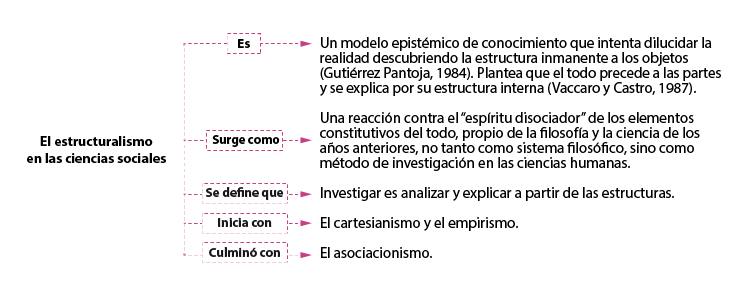 El estructuralismo
en las ciencias sociales
Es
Un modelo epistémico de conocimiento que intenta dilucidar la
realidad descubriendo la estructura inmanente a los objetos
(Gutiérrez Pantoja, 1984). Plantea que el todo precede a las partes
y se explica por su estructura interna (Vaccaro y Castro, 1987).
Surge como
Una reacción contra el “espíritu disociador” de los elementos
constitutivos del todo, propio de la filosofía y la ciencia de los
años anteriores, no tanto como sistema filosófico, sino como
método de investigación en las ciencias humanas.
Se define que
Investigar es analizar y explicar a partir de las estructuras.
Inicia con
El cartesianismo y el empirismo.
Culminó con
El asociacionismo.